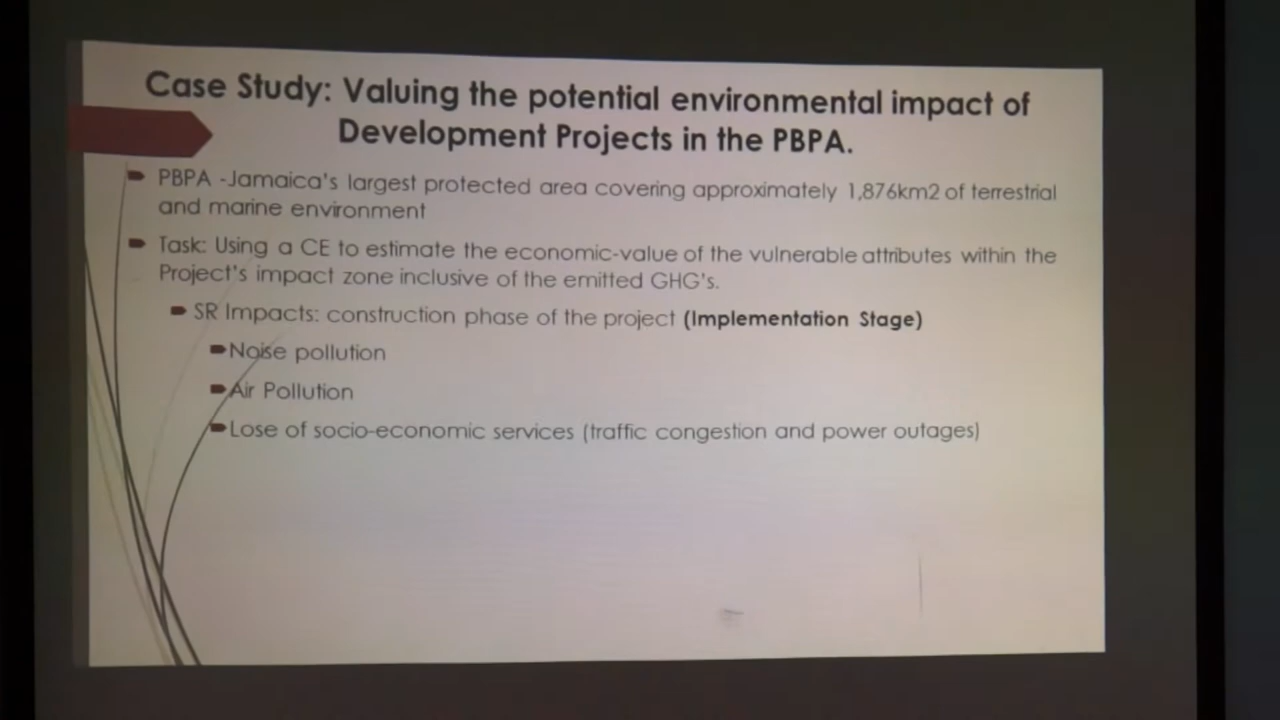 Case Study: Valuing the potential environmental impact of
Development Projects in the PBPA.
PBPA -Jamaica's largest protected area covering approximately 1,876km2 of terrestrial
and marine environment
Task: Using a CE to estimate the economic-value of the vulnerable attributes within the
Project's impact zone inclusive of the emitted GHG's.
SR Impacts: construction phase of the project (Implementation Stage)
Noise pollution
Air Pollution
Lose of socio-economic services (traffic congestion and power outages)